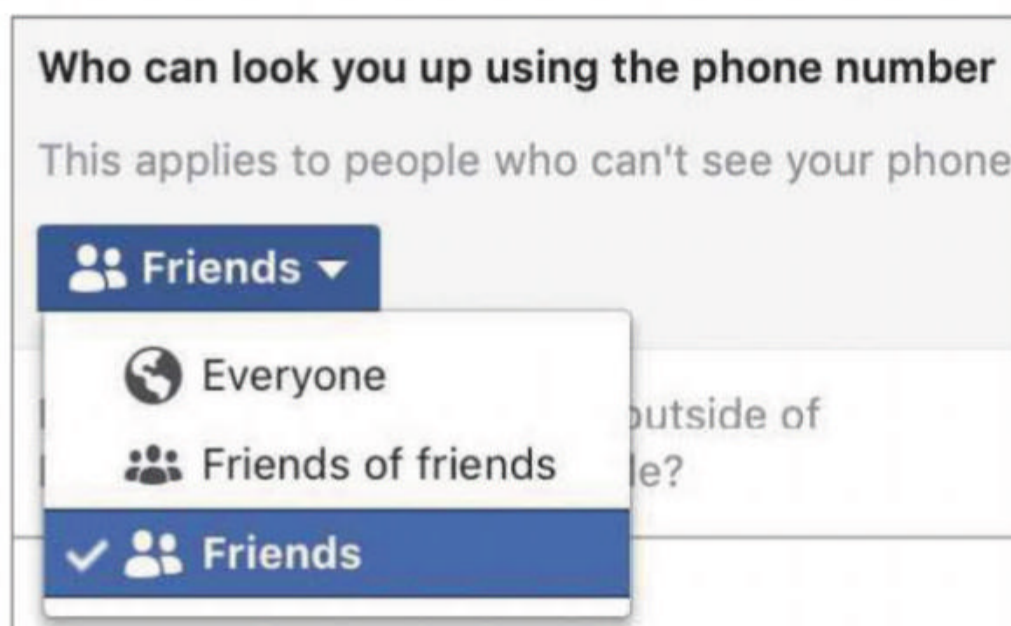 Who can look you up using the phone number
This applies to people who can't see your phone
Friends
Everyone
outside of
Friends of friends
Friends